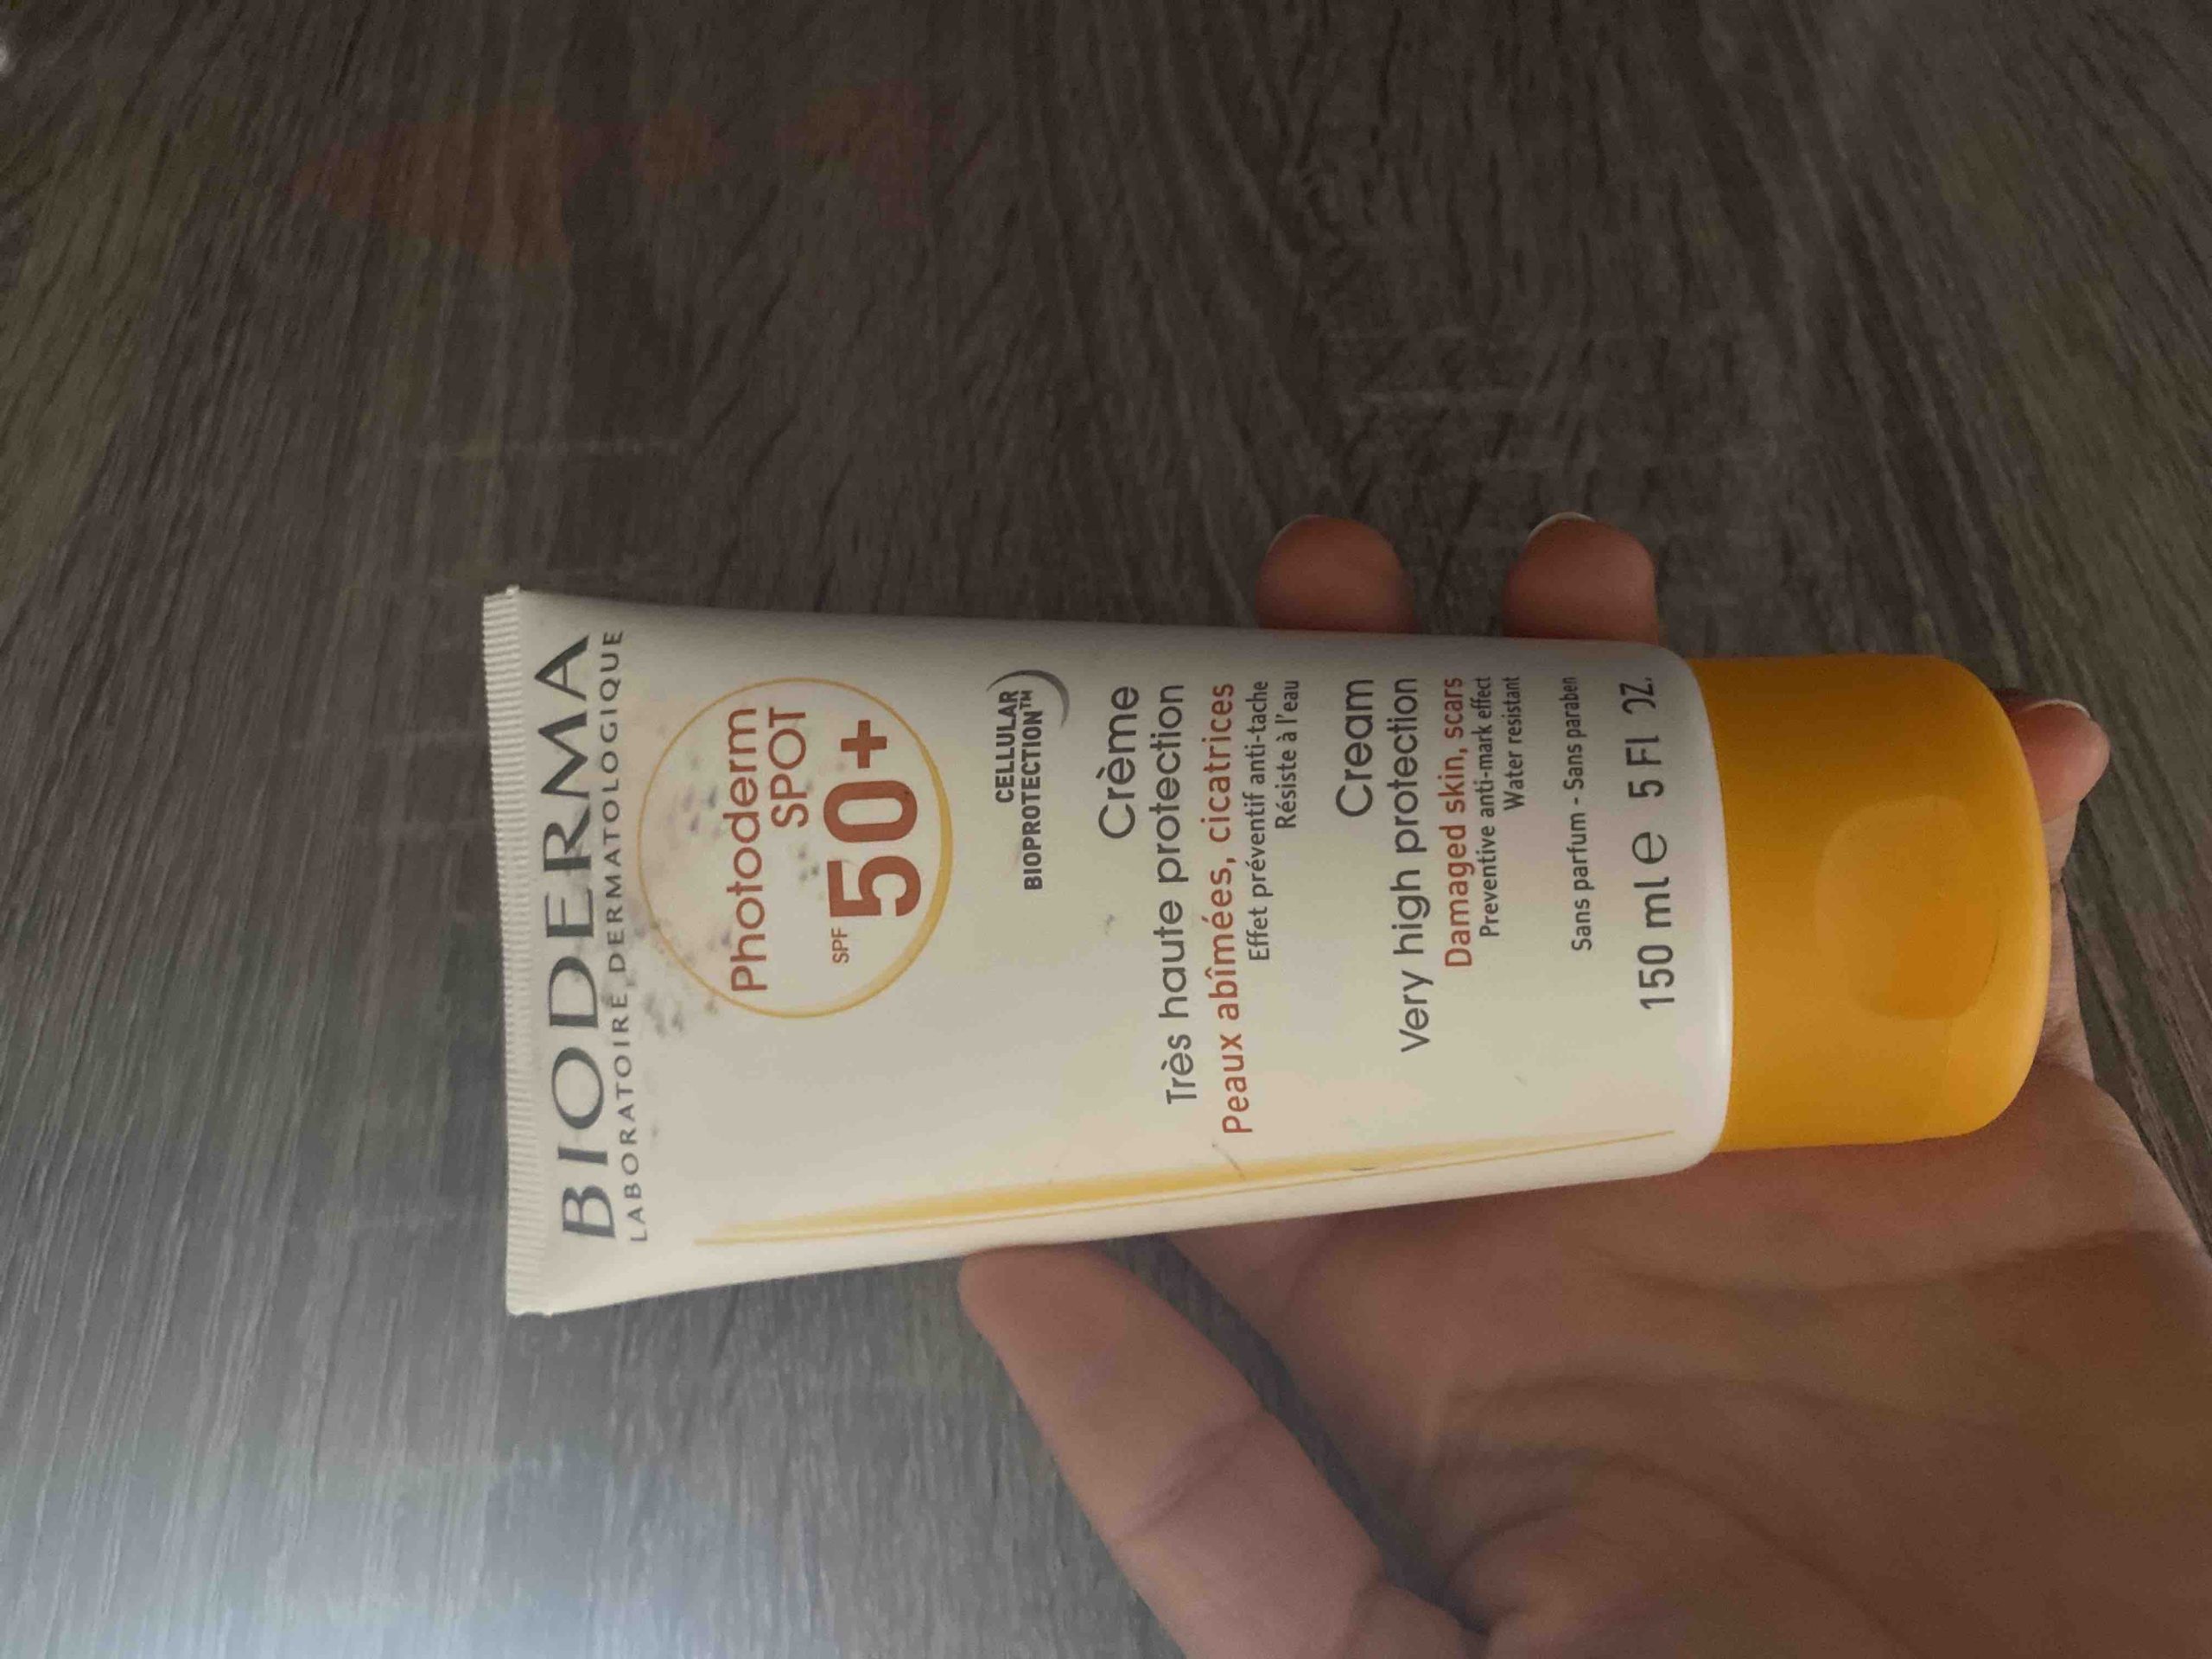 BIODERMA
LABORATOIRE DERMATOLOGIQUE
Photoderm
SPOT
SPF 50+
CELLULAR
BIOPROTECTION™
Crème
Très haute protection
Peaux abîmées, cicatrices
Effet préventif anti-tache
Résiste à l'eau
Cream
Very high protection
Damaged skin, scars
Preventive anti-mark effect
Water resistant
Sans parfum - Sans paraben
150 ml e 5 Fl OZ.